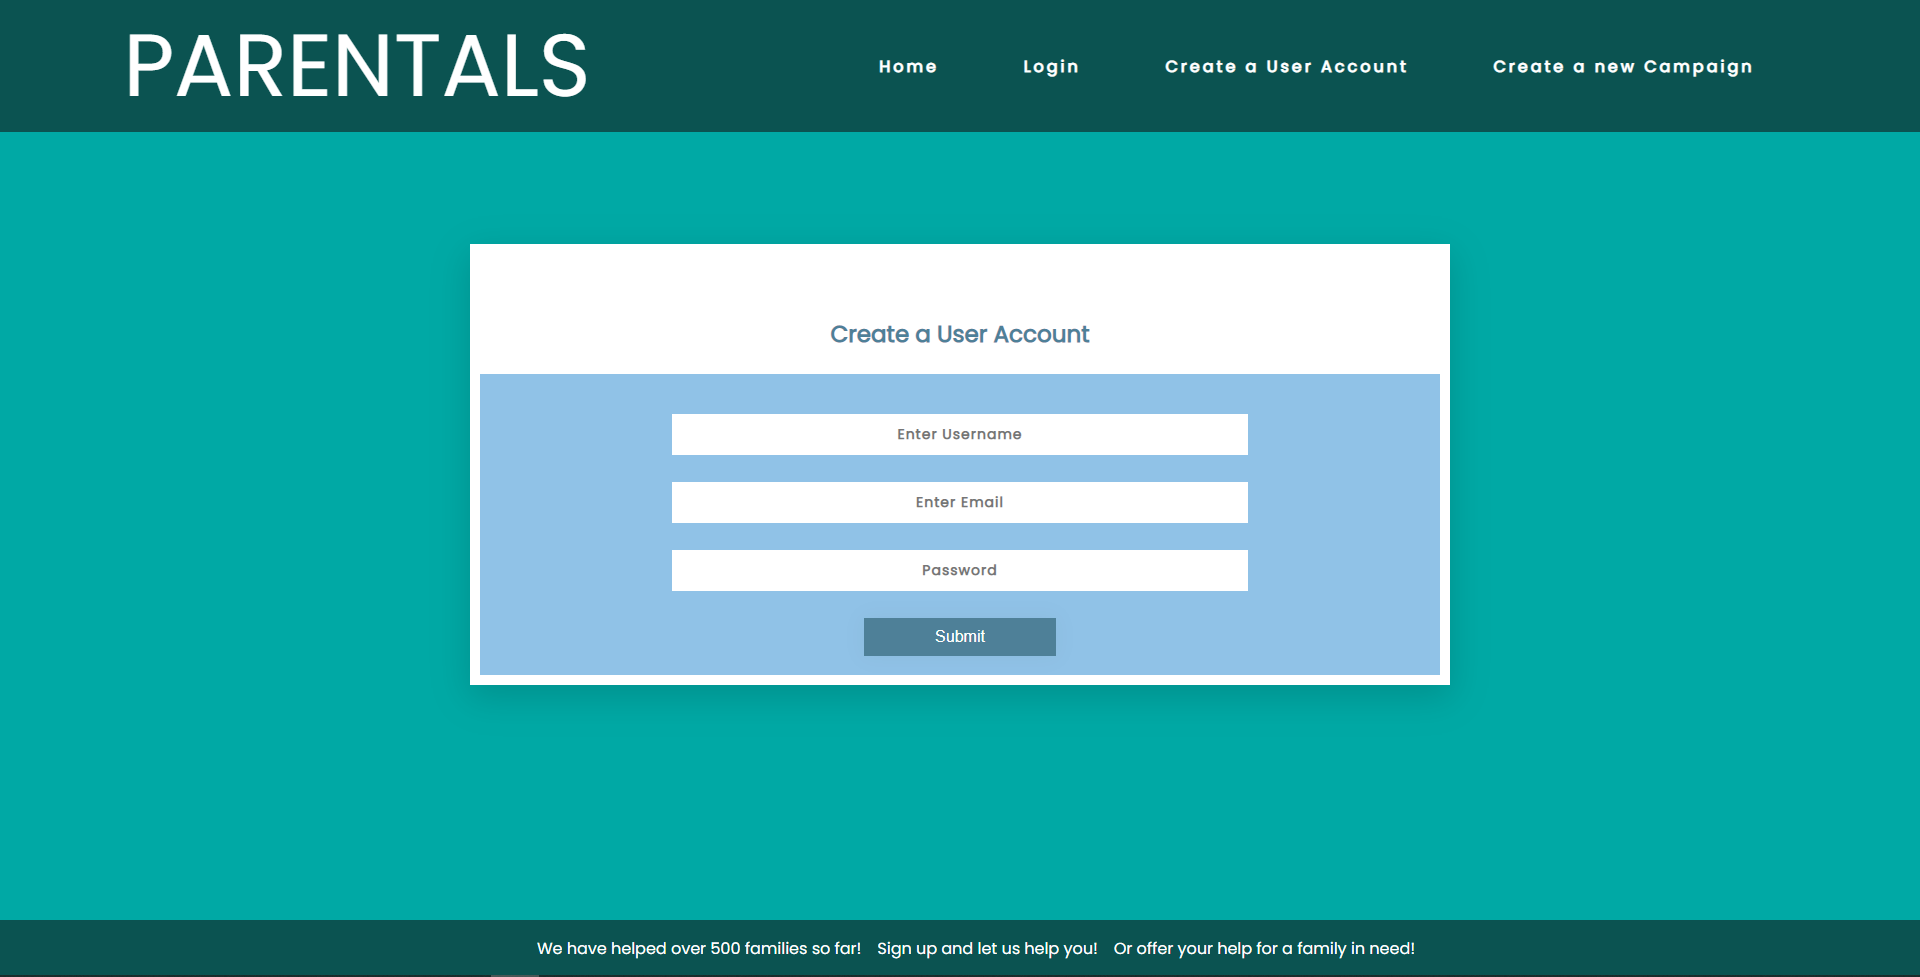 PARENTALS
Home Login Create a User Account Create a new Campaign
Create a User Account
Enter Username
Enter Email
Password
Submit
We have helped over 500 families so far! Sign up and let us help you! Or offer your help for a family in need!